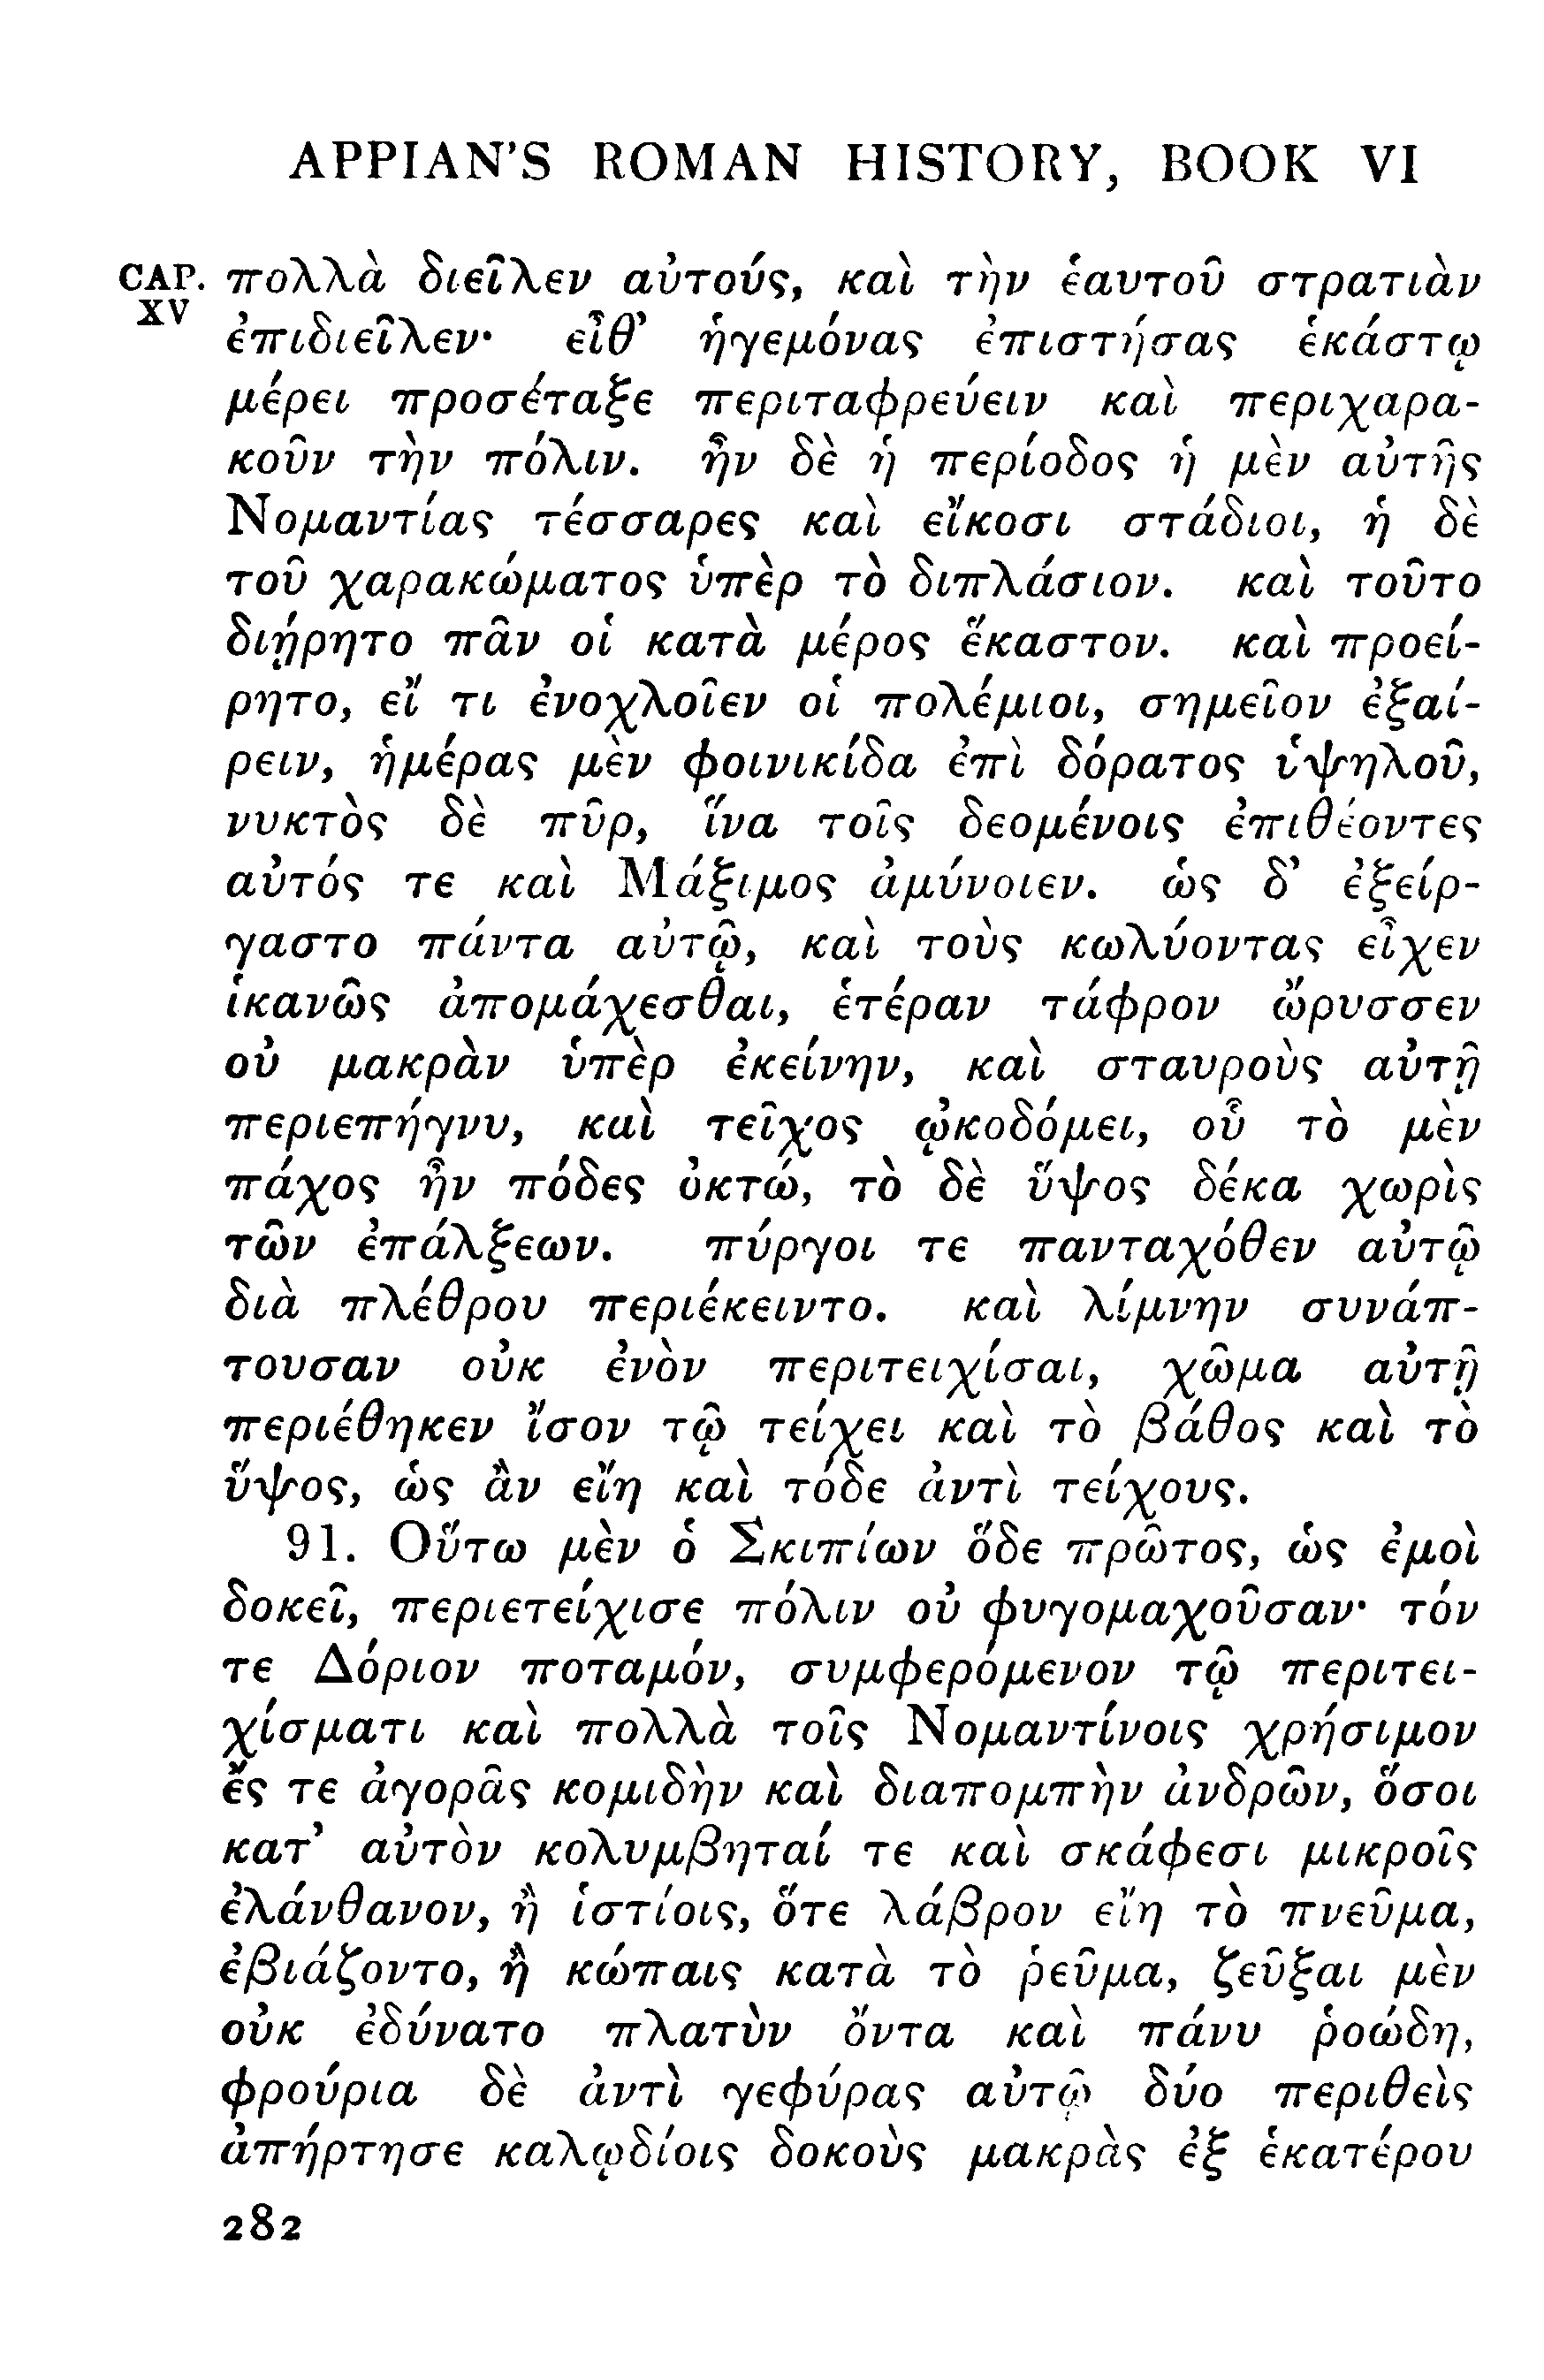 APPIAN'S ROMAN HISTORY, BOOK VI
CAP. XV
πολλὰ διεῖλεν αὐτούς, καὶ τὴν ἑαυτοῦ στρατιὰν
ἐπιδιεῖλεν· εἶθ' ἡγεμόνας ἐπιστήσας ἑκάστῳ
μέρει προσέταξε περιταφρεύειν καὶ περιχαρα-
κοῦν τὴν πόλιν. ἦν δὲ ἡ περίοδος ἡ μὲν αὐτῆς
Νομαντίας τέσσαρες καὶ εἴκοσι στάδιοι, ἡ δὲ
τοῦ χαρακώματος ὑπὲρ τὸ διπλάσιον. καὶ τοῦτο
διῄρητο πᾶν οἱ κατὰ μέρος ἕκαστον. καὶ προεί-
ρητο, εἴ τι ἐνοχλοῖεν οἱ πολέμιοι, σημεῖον ἐξαί-
ρειν, ἡμέρας μὲν φοινικίδα ἐπὶ δόρατος ὑψηλοῦ,
νυκτὸς δὲ πῦρ, ἵνα τοῖς δεομένοις ἐπιθέοντες
αὐτός τε καὶ Μάξιμος ἀμύνοιεν. ὡς δ' ἐξείρ-
γαστο πάντα αὐτῷ, καὶ τοὺς κωλύοντας εἶχεν
ἱκανῶς ἀπομάχεσθαι, ἑτέραν τάφρον ὤρυσσεν
οὐ μακρὰν ὑπὲρ ἐκείνην, καὶ σταυροὺς αὐτῇ
περιεπήγνυ, καὶ τεῖχος ᾠκοδόμει, οὗ τὸ μὲν
πάχος ἦν πόδες ὀκτώ, τὸ δὲ ὕψος δέκα χωρὶς
τῶν ἐπάλξεων. πύργοι τε πανταχόθεν αὐτῷ
διὰ πλέθρου περιέκειντο. καὶ λίμνην συνάπ-
τουσαν οὐκ ἐνὸν περιτειχίσαι, χῶμα αὐτῇ
περιέθηκεν ἴσον τῷ τείχει καὶ τὸ βάθος καὶ τὸ
ὕψος, ὡς ἂν εἴη καὶ τόδε ἀντὶ τείχους.
91. Οὕτω μὲν ὁ Σκιπίων ὅδε πρῶτος, ὡς ἐμοὶ
δοκεῖ, περιετείχισε πόλιν οὐ φυγομαχοῦσαν· τόν
τε Δόριον ποταμόν, συμφερόμενον τῷ περιτει-
χίσματι καὶ πολλὰ τοῖς Νομαντίνοις χρήσιμον
ἔς τε ἀγορᾶς κομιδὴν καὶ διαπομπὴν ἀνδρῶν, ὅσοι
κατ' αὐτὸν κολυμβηταί τε καὶ σκάφεσι μικροῖς
ἐλάνθανον, ἢ ἱστίοις, ὅτε λάβρον εἴη τὸ πνεῦμα,
ἐβιάζοντο, ἢ κώπαις κατὰ τὸ ῥεῦμα, ζεῦξαι μὲν
οὐκ ἐδύνατο πλατὺν ὄντα καὶ πάνυ ῥοώδη,
φρούρια δὲ ἀντὶ γεφύρας αὐτῷ δύο περιθεὶς
ἀπήρτησε καλῳδίοις δοκοὺς μακρὰς ἐξ ἑκατέρου
282